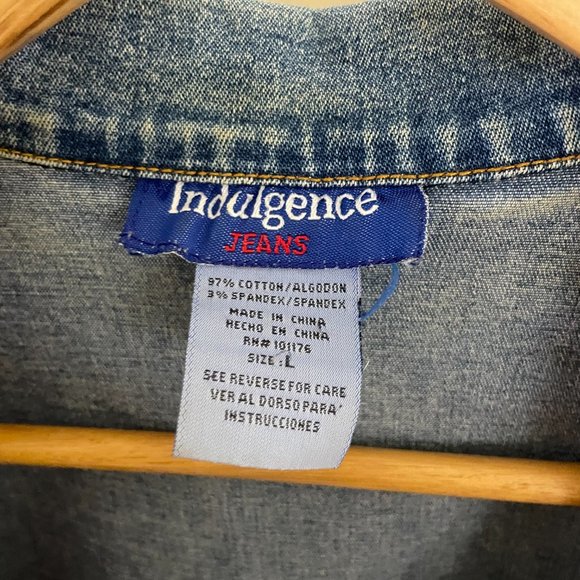 Indulgence
JEANS
97% COTTON/ALGODON
3% SPANDEX/SPANDEX
MADE IN CHINA
HECHO EN CHINA
RN# 101176
SIZE: L
SEE REVERSE FOR CARE
VER AL DORSO PARA
INSTRUCCIONES